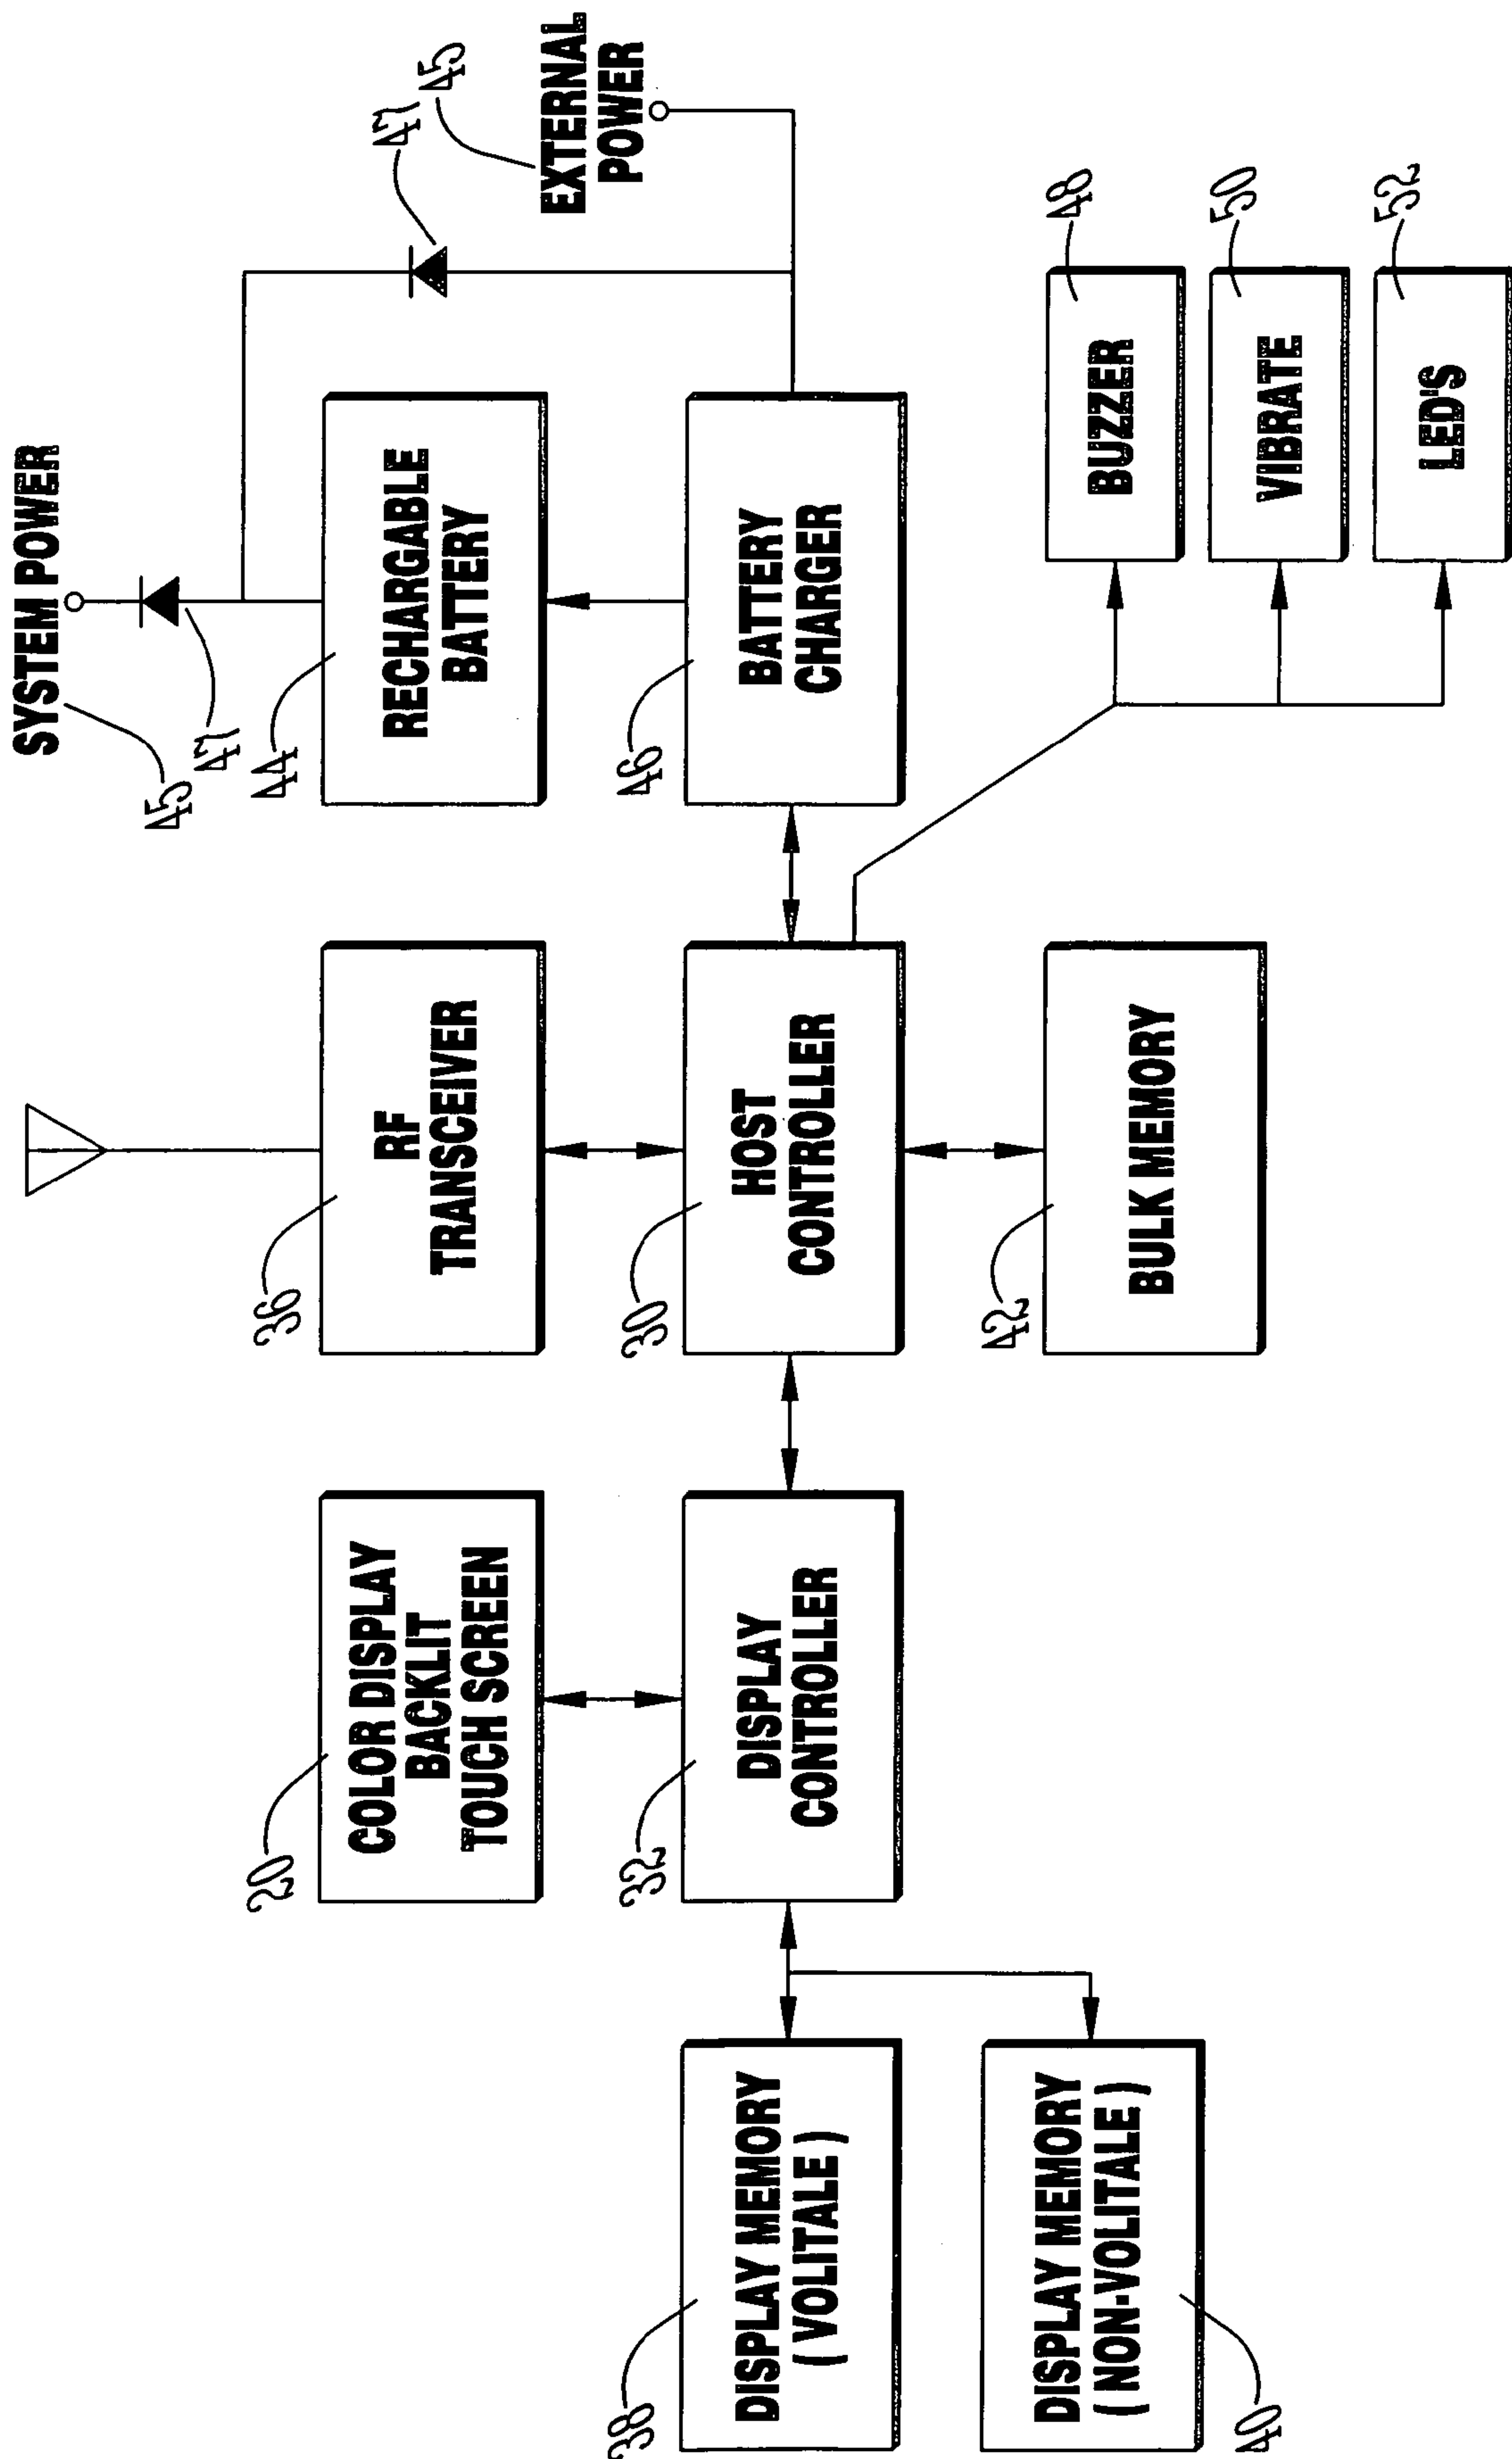 SYSTEM POWER
45
47
44
RECHARGABLE
BATTERY
47
45
EXTERNAL
POWER
46
BATTERY
CHARGER
36
RF
TRANSCEIVER
30
HOST
CONTROLLER
42
BULK MEMORY
48
BUZZER
50
VIBRATE
52
LED'S
20
COLOR DISPLAY
BACKLIT
TOUCH SCREEN
32
DISPLAY
CONTROLLER
38
DISPLAY MEMORY
( VOLITALE )
40
DISPLAY MEMORY
( NON-VOLITALE )